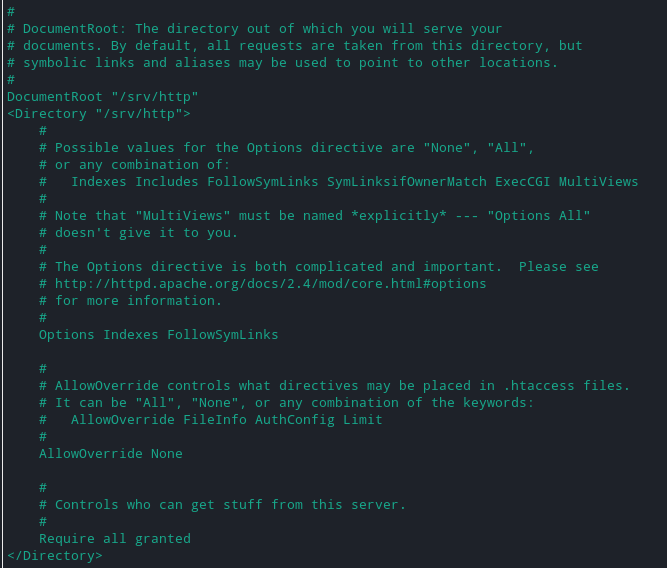 #
# DocumentRoot: The directory out of which you will serve your
# documents. By default, all requests are taken from this directory, but
# symbolic links and aliases may be used to point to other locations.
#
DocumentRoot "/srv/http"
<Directory "/srv/http">
    #
    # Possible values for the Options directive are "None", "All",
    # or any combination of:
    #   Indexes Includes FollowSymLinks SymLinksifOwnerMatch ExecCGI MultiViews
    #
    # Note that "MultiViews" must be named *explicitly* --- "Options All"
    # doesn't give it to you.
    #
    # The Options directive is both complicated and important.  Please see
    # http://httpd.apache.org/docs/2.4/mod/core.html#options
    # for more information.
    #
    Options Indexes FollowSymLinks

    #
    # AllowOverride controls what directives may be placed in .htaccess files.
    # It can be "All", "None", or any combination of the keywords:
    #   AllowOverride FileInfo AuthConfig Limit
    #
    AllowOverride None

    #
    # Controls who can get stuff from this server.
    #
    Require all granted
</Directory>